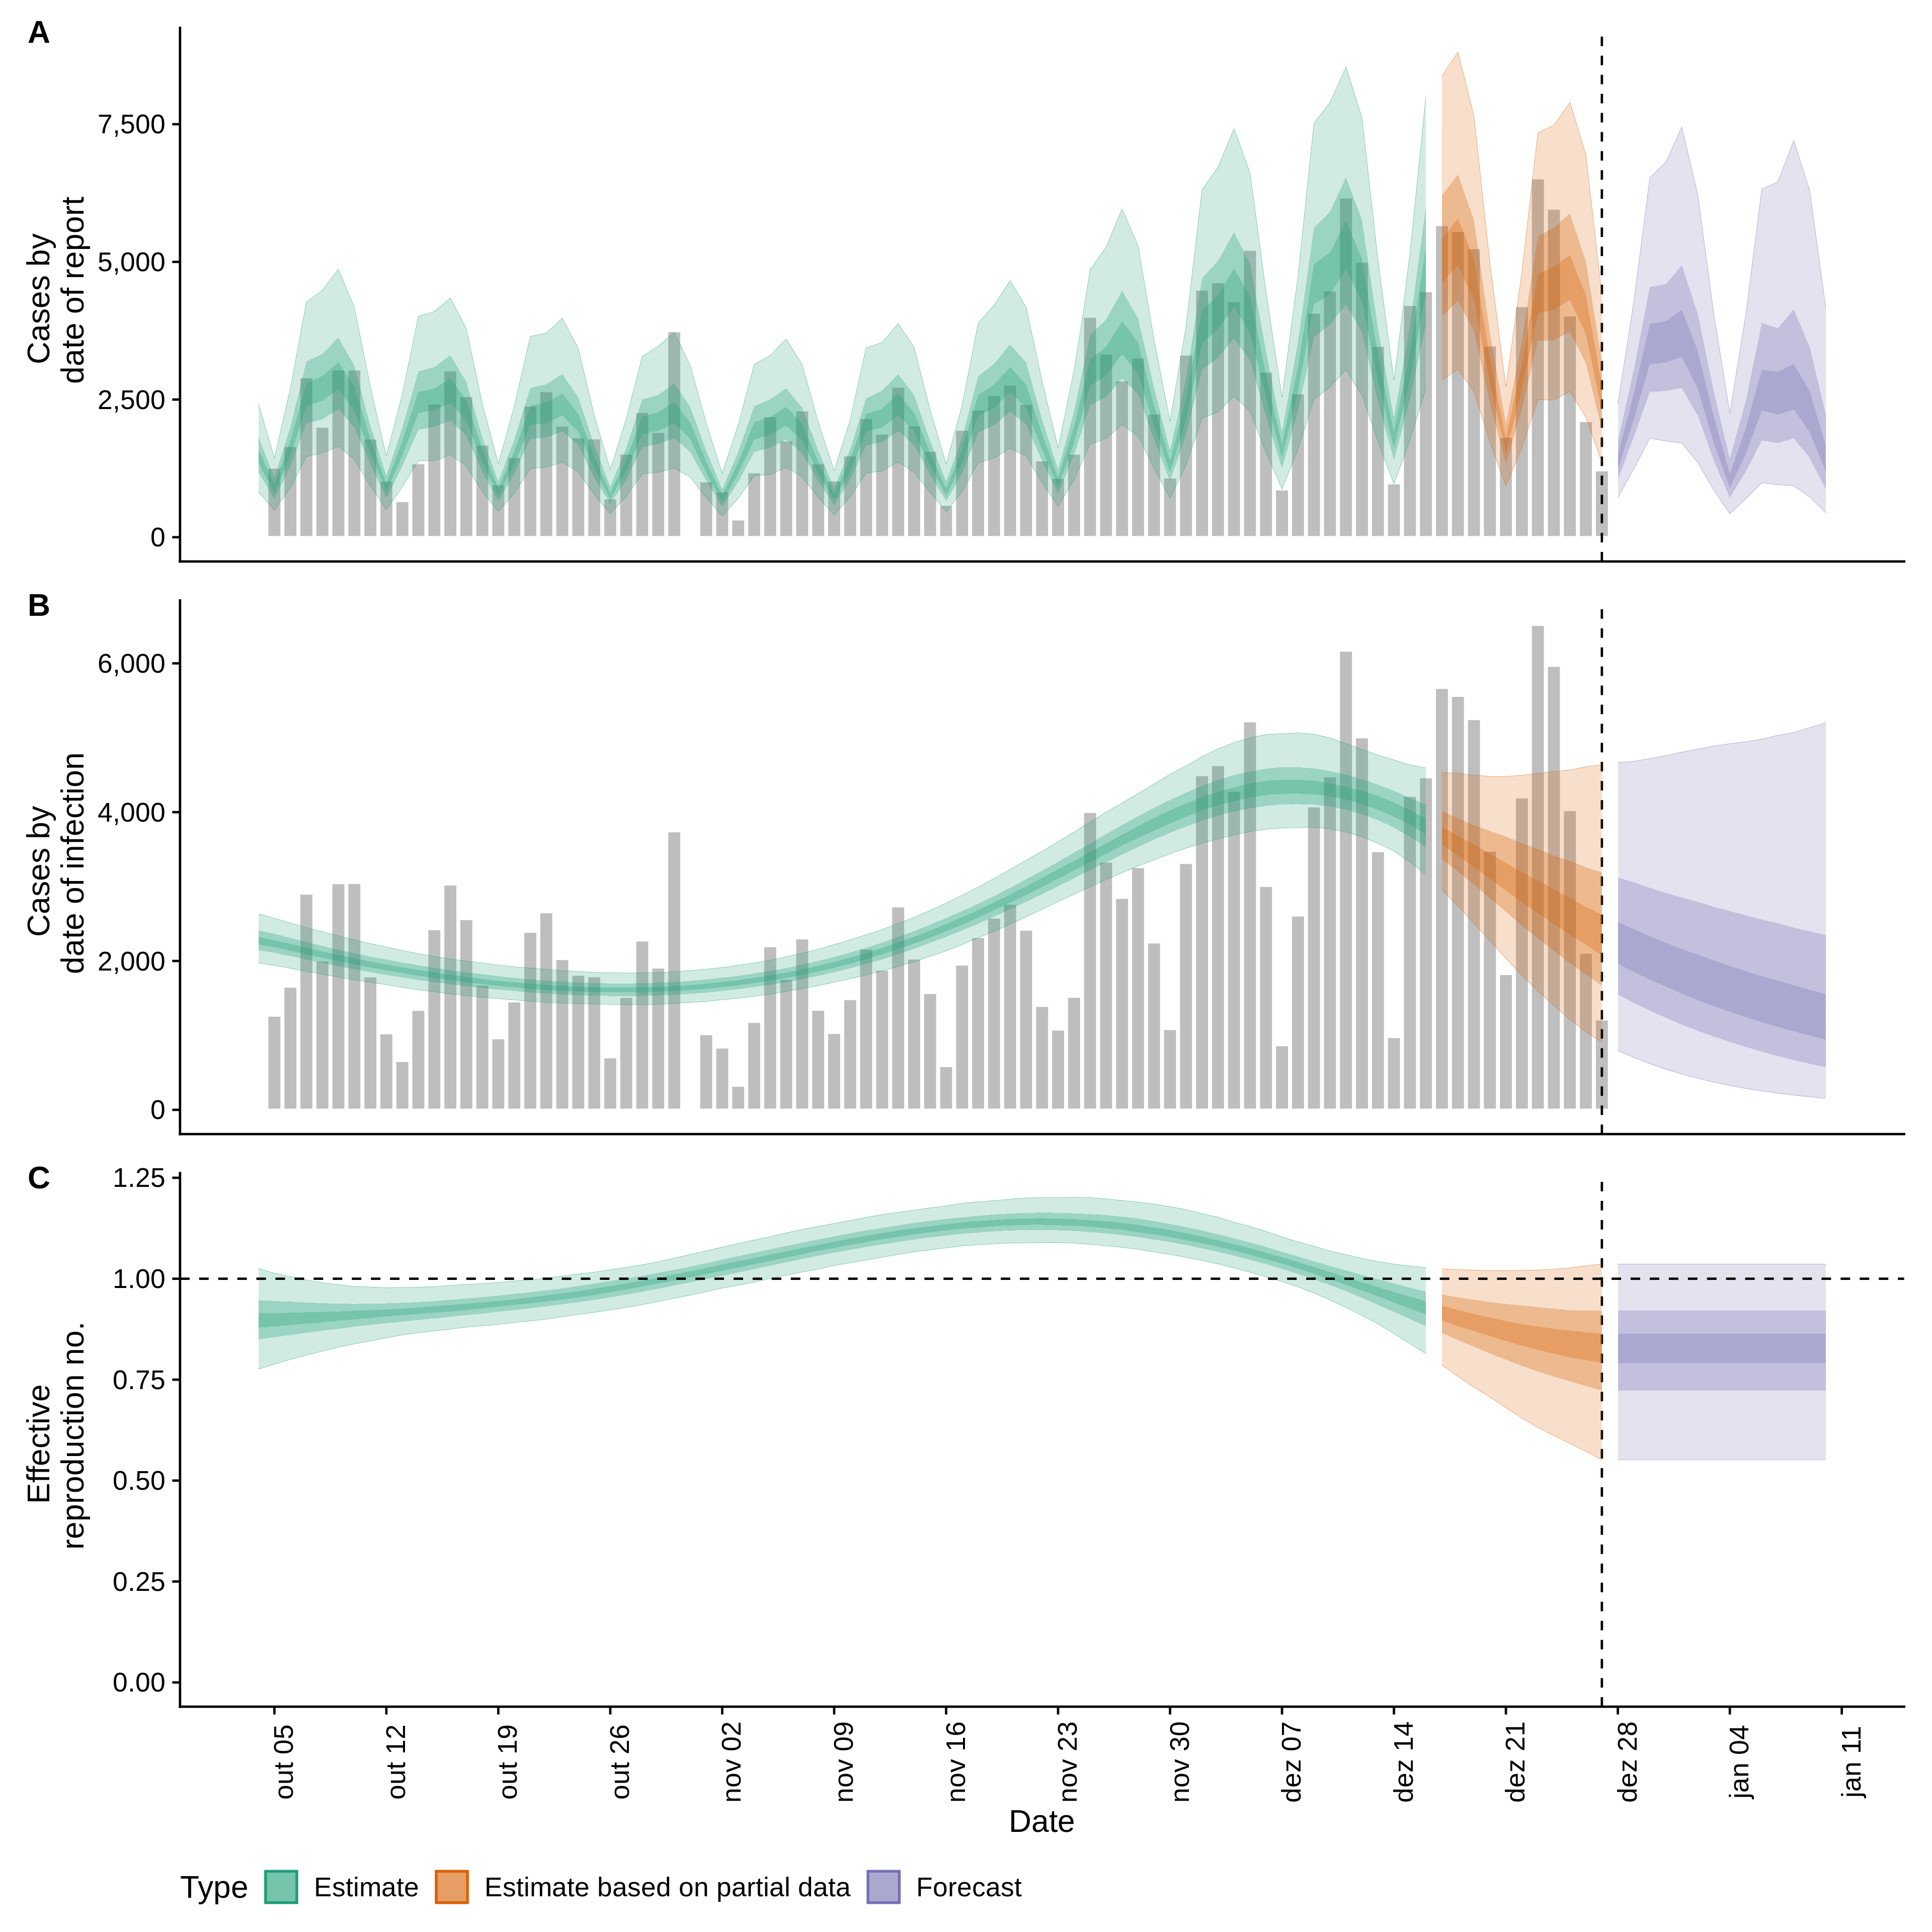 A
Cases by
date of report
7,500
5,000
2,500
0
B
Cases by
date of infection
6,000
4,000
2,000
0
C
Effective
reproduction no.
1.25
1.00
0.75
0.50
0.25
0.00
out 05
out 12
out 19
out 26
nov 02
nov 09
nov 16
nov 23
nov 30
dez 07
dez 14
dez 21
dez 28
jan 04
jan 11
Date
Type Estimate Estimate based on partial data Forecast